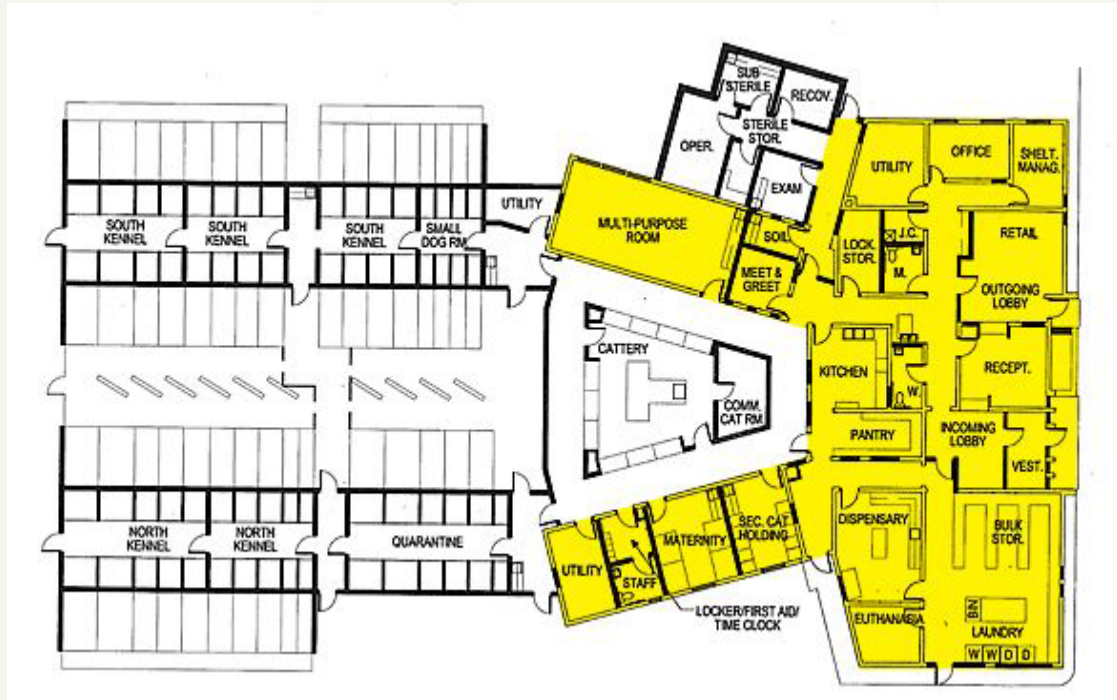 SUB
STERILE
RECOV.
STERILE
STOR.
OPER.
EXAM
UTILITY
OFFICE
SHELT.
MANAG.
SOUTH
KENNEL
SOUTH
KENNEL
SOUTH
KENNEL
SMALL
DOG RM
UTILITY
MULTI-PURPOSE
ROOM
SOIL
LOCK.
STOR.
J.C.
M.
RETAIL
OUTGOING
LOBBY
MEET &
GREET
CATTERY
COMM.
CAT RM
KITCHEN
W.
RECEPT.
PANTRY
INCOMING
LOBBY
VEST.
NORTH
KENNEL
NORTH
KENNEL
QUARANTINE
UTILITY
STAFF
MATERNITY
SEC. CAT
HOLDING
DISPENSARY
BULK
STOR.
LOCKER/FIRST AID/
TIME CLOCK
EUTHANASIA
BIN
LAUNDRY
W W D D